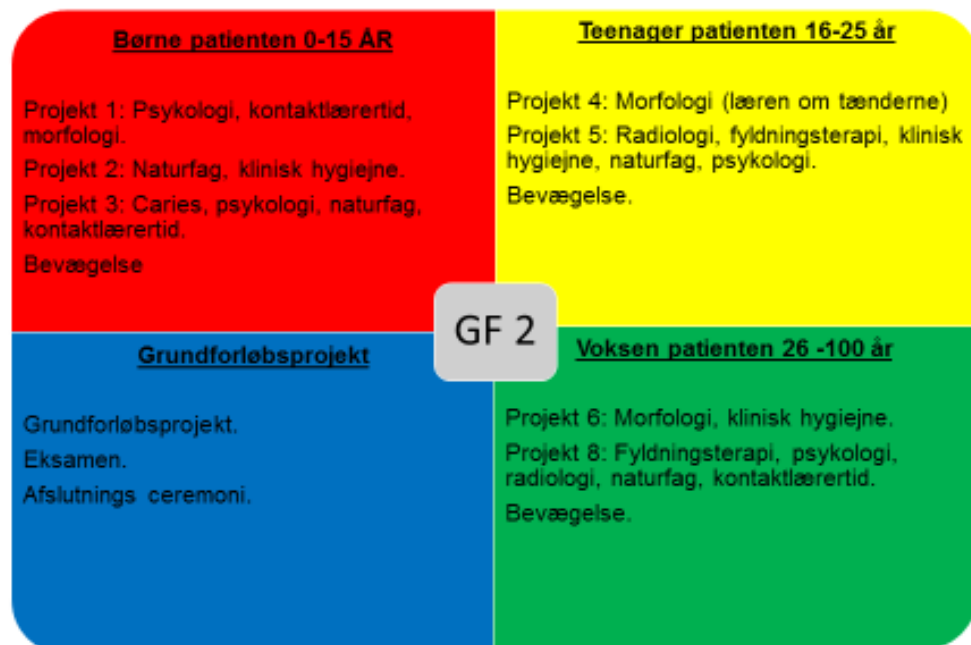 Børne patienten 0-15 ÅR
Projekt 1: Psykologi, kontaktlærertid,
morfologi.
Projekt 2: Naturfag, klinisk hygiejne.
Projekt 3: Caries, psykologi, naturfag,
kontaktlærertid.
Bevægelse
Teenager patienten 16-25 år
Projekt 4: Morfologi (læren om tænderne)
Projekt 5: Radiologi, fyldningsterapi, klinisk
hygiejne, naturfag, psykologi.
Bevægelse.
GF 2
Grundforløbsprojekt
Grundforløbsprojekt.
Eksamen.
Afslutnings ceremoni.
Voksen patienten 26 -100 år
Projekt 6: Morfologi, klinisk hygiejne.
Projekt 8: Fyldningsterapi, psykologi,
radiologi, naturfag, kontaktlærertid.
Bevægelse.